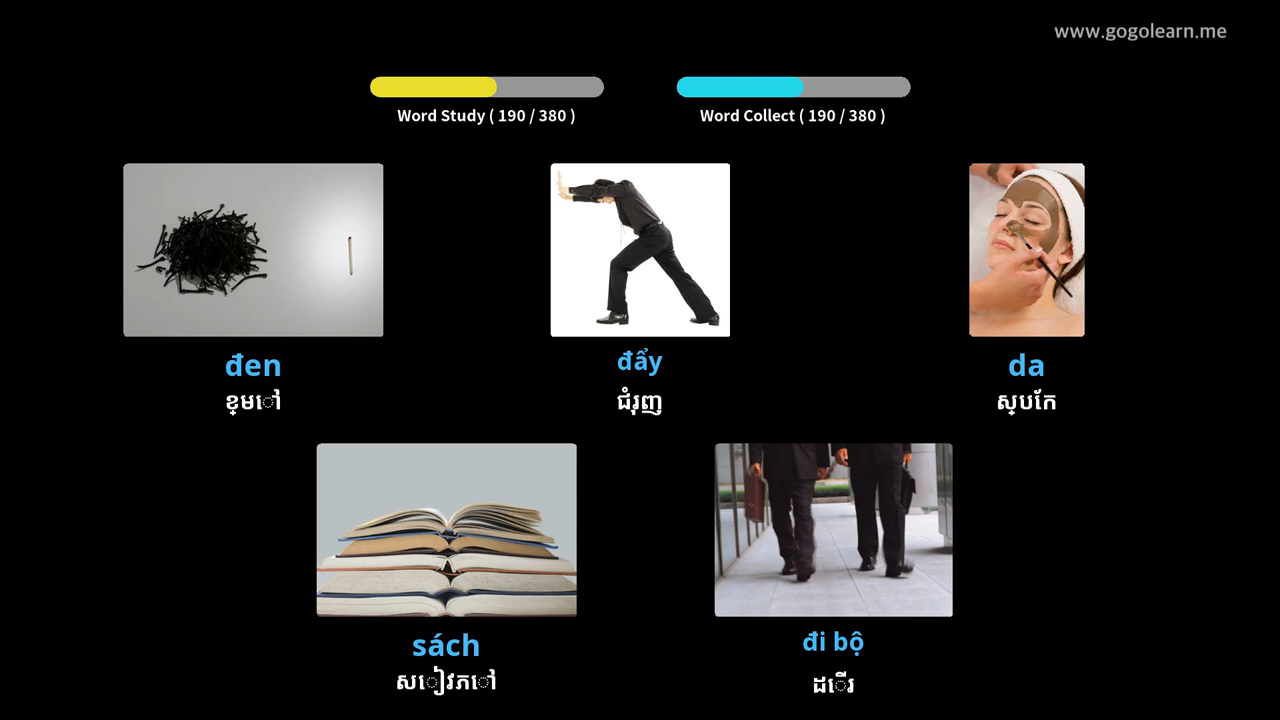 www.gogolearn.me
Word Study ( 190 / 380 )
Word Collect ( 190 / 380 )
đen
ខ្មៅ
đẩy
ជំរុញ
da
ស្បែក
sách
សៀវភៅ
đi bộ
ដើរ